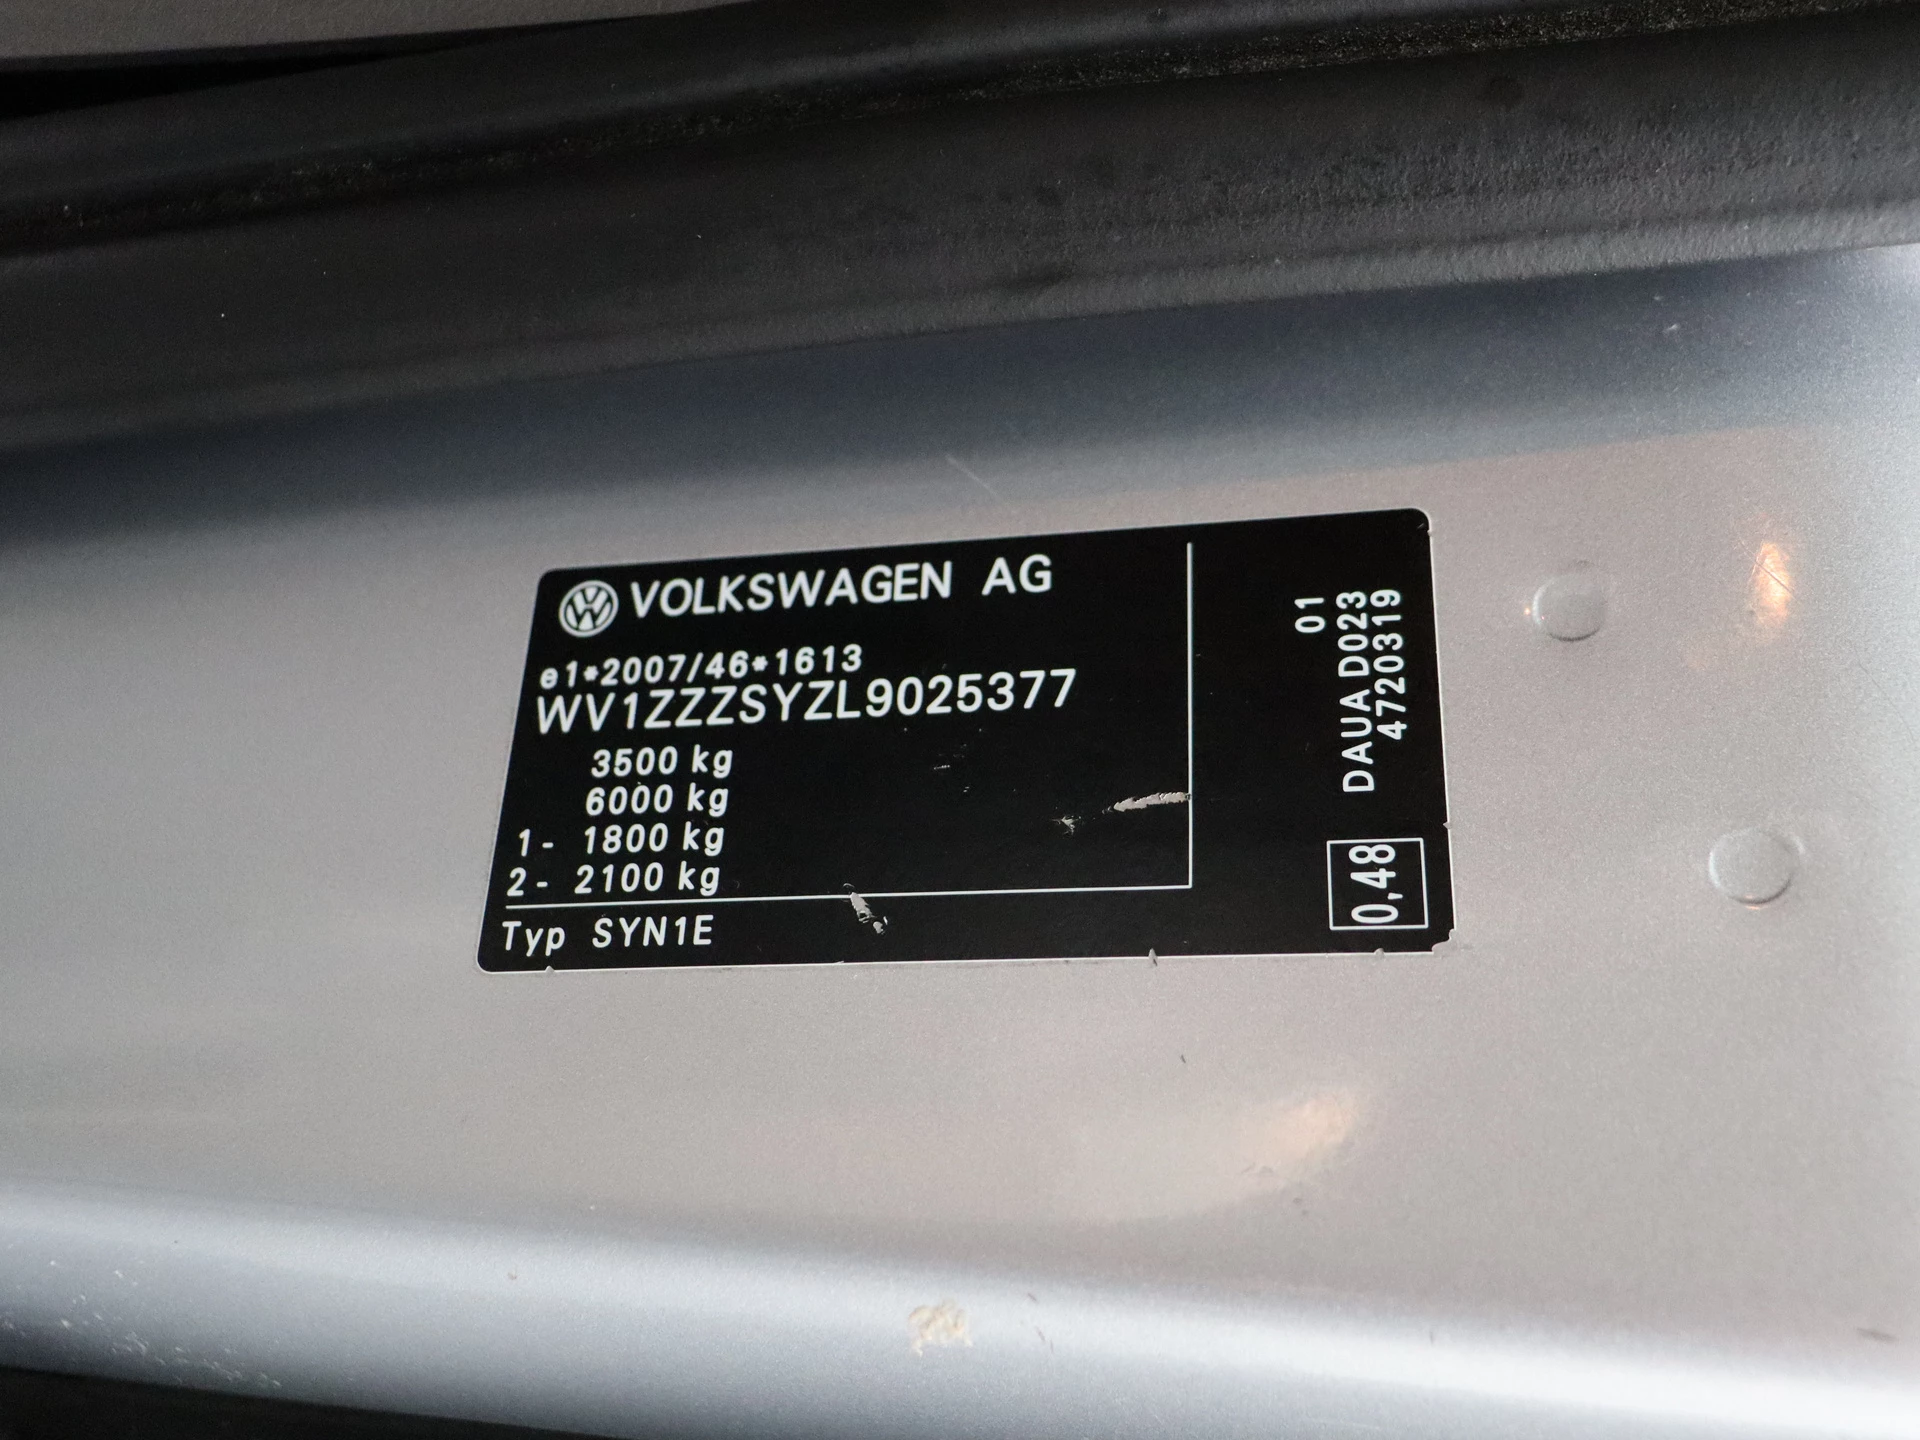 VOLKSWAGEN AG
e1*2007/46*1613
WV1ZZZSYZL9025377
3500 kg
6000 kg
1- 1800 kg
2- 2100 kg
Typ SYN1E
01
DAUA D023
4720319
0,48